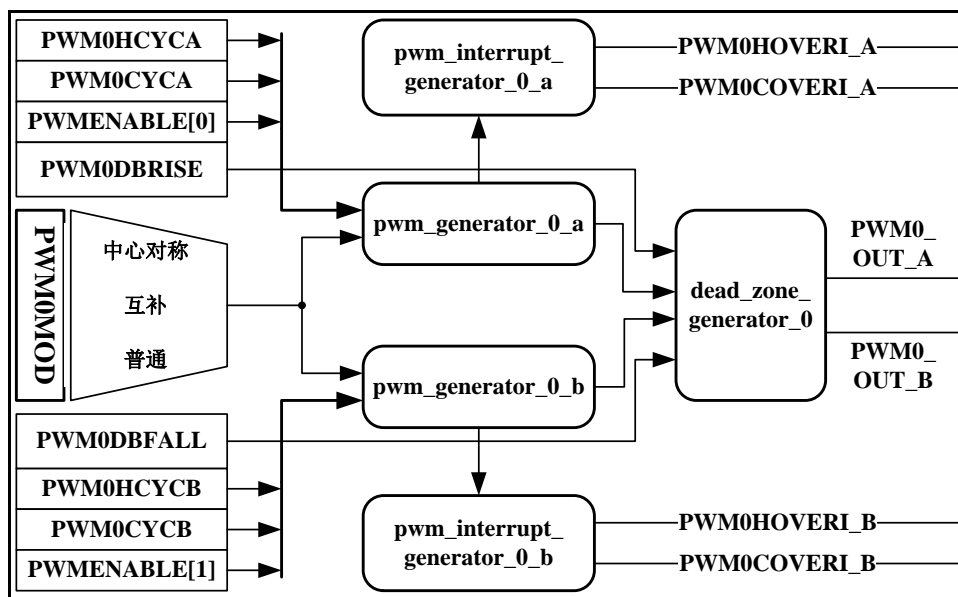 PWM0HCYCA
PWM0CYCA
PWMENABLE[0]
PWM0DBRISE
PWM0MOD
中心对称
互补
普通
PWM0DBFALL
PWM0HCYCB
PWM0CYCB
PWMENABLE[1]
pwm_interrupt_
generator_0_a
pwm_generator_0_a
pwm_generator_0_b
pwm_interrupt_
generator_0_b
dead_zone_
generator_0
PWM0HOVERI_A
PWM0COVERI_A
PWM0_
OUT_A
PWM0_
OUT_B
PWM0HOVERI_B
PWM0COVERI_B